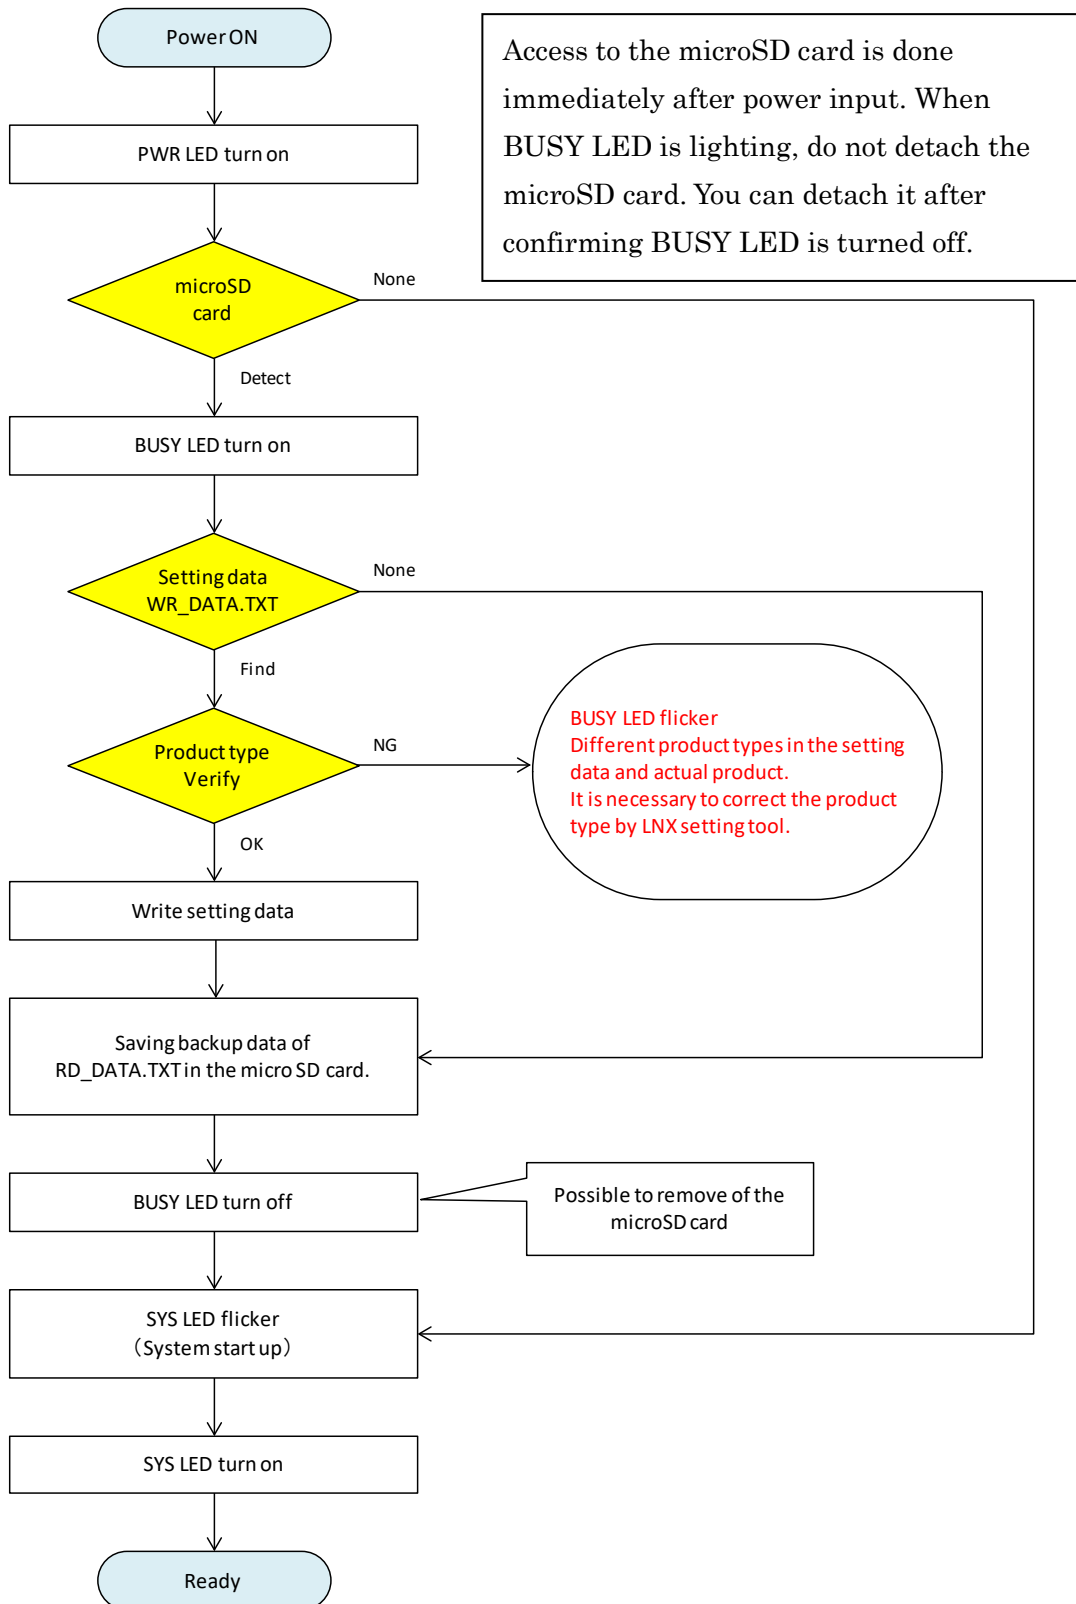 Power ON
Access to the microSD card is done
immediately after power input. When
BUSY LED is lighting, do not detach the
microSD card. You can detach it after
confirming BUSY LED is turned off.
PWR LED turn on
microSD
card
None
Detect
BUSY LED turn on
Setting data
WR_DATA.TXT
None
Find
Product type
Verify
NG
BUSY LED flicker
Different product types in the setting
data and actual product.
It is necessary to correct the product
type by LNX setting tool.
OK
Write setting data
Saving backup data of
RD_DATA.TXT in the micro SD card.
BUSY LED turn off
Possible to remove of the
microSD card
SYS LED flicker
（System start up）
SYS LED turn on
Ready